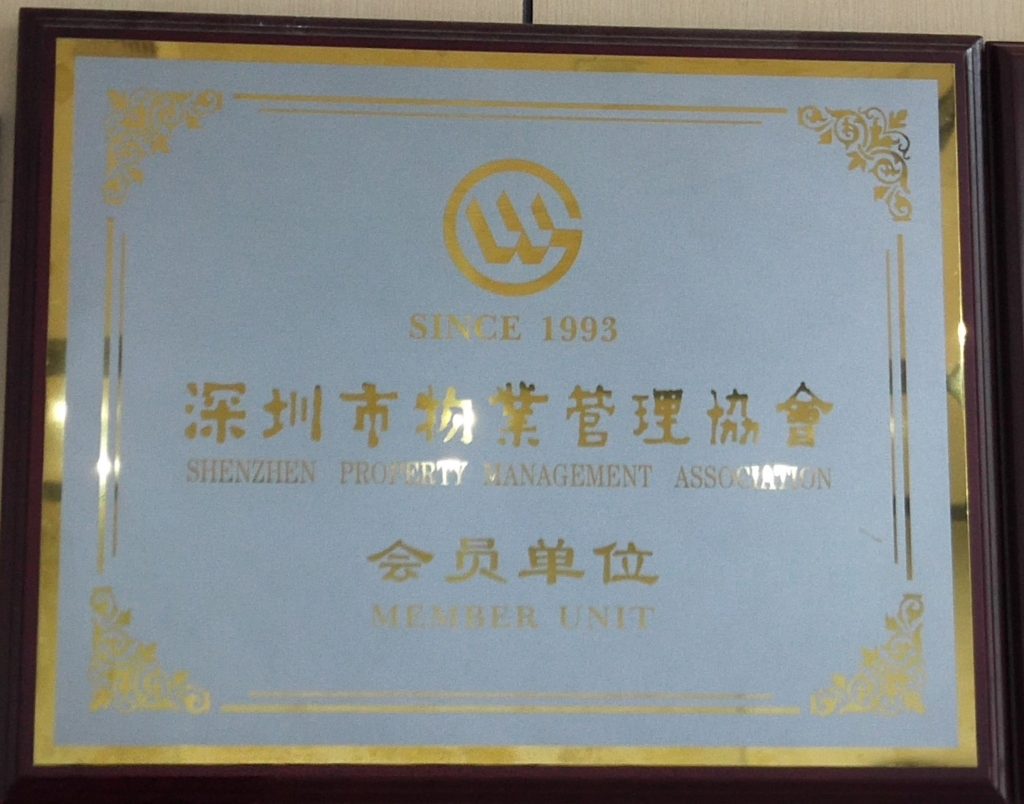 SINCE 1993
深圳市物業管理協會
SHENZHEN PROPERTY MANAGEMENT ASSOCIATION
会员单位
MEMBER UNIT